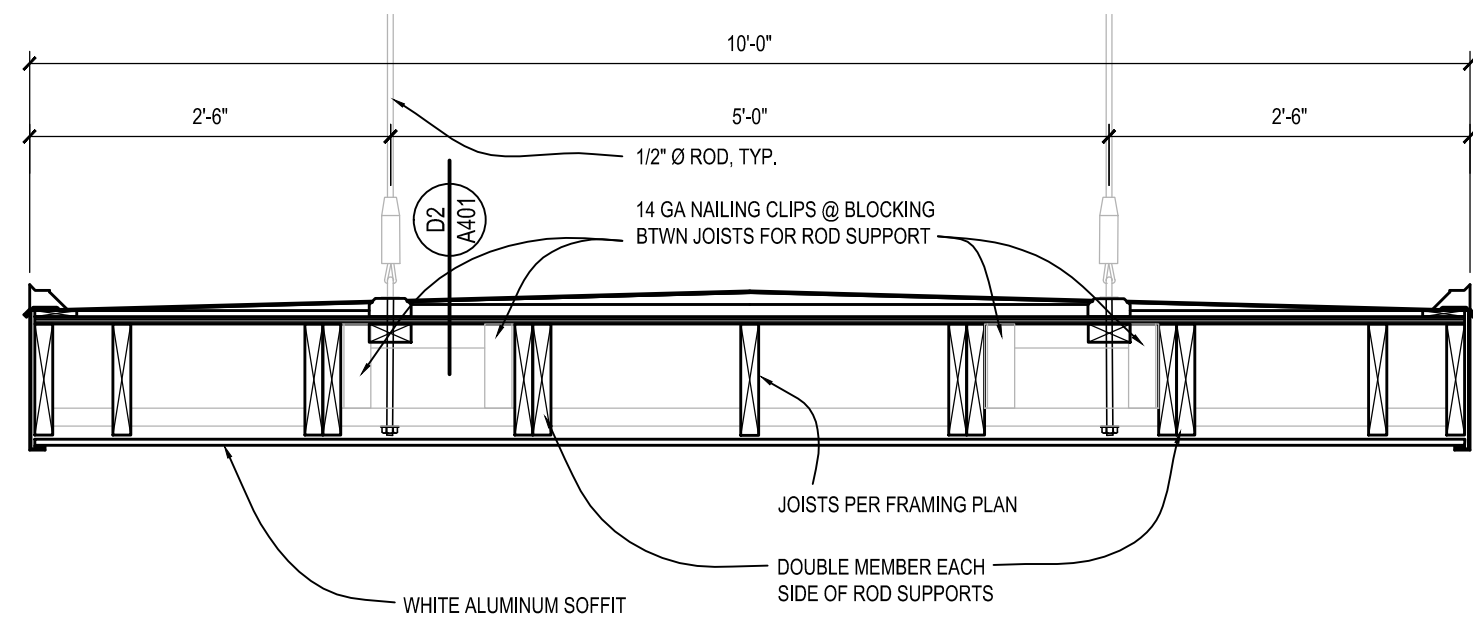 10'-0"
2'-6"
5'-0"
2'-6"
1/2" Ø ROD, TYP.
D2
A401
14 GA NAILING CLIPS @ BLOCKING
BTWN JOISTS FOR ROD SUPPORT
JOISTS PER FRAMING PLAN
DOUBLE MEMBER EACH
SIDE OF ROD SUPPORTS
WHITE ALUMINUM SOFFIT